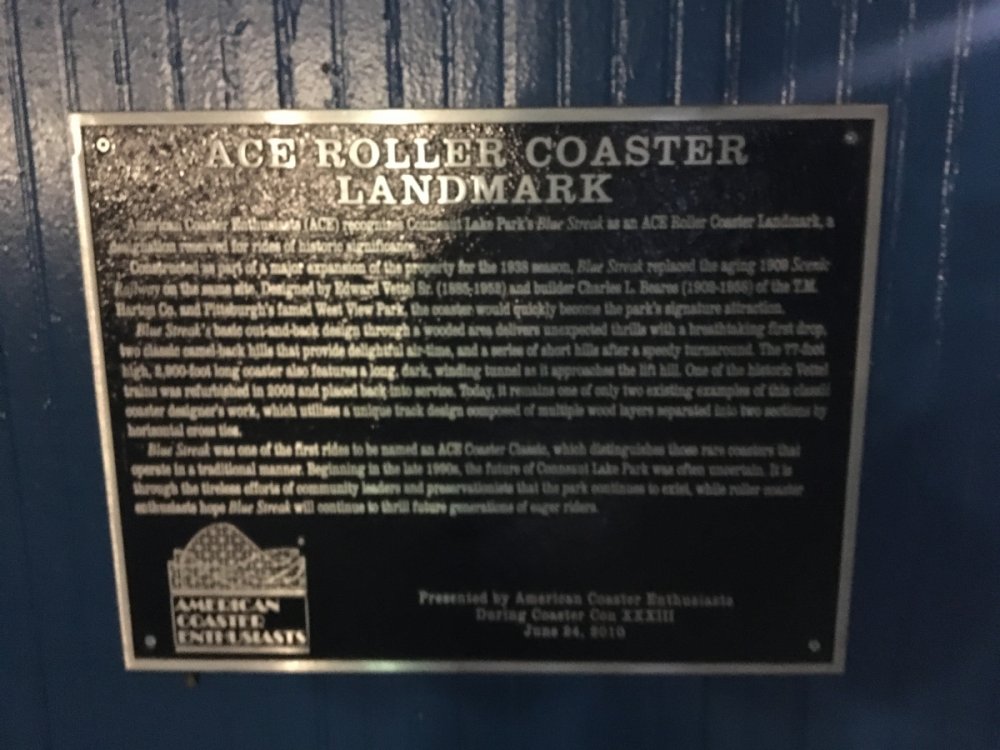 ACE ROLLER COASTER
LANDMARK
American Coaster Enthusiasts (ACE) recognizes Conneaut Lake Park's Blue Streak as an ACE Roller Coaster Landmark, a
designation reserved for rides of historic significance.
Constructed as part of a major expansion of the property for the 1938 season, Blue Streak replaced the aging 1909 Scenic
Railway on the same site. Designed by Edward Vettel Sr. and builder Charles L. Beares of the T.M.
Harton Co. and Pittsburgh's famed West View Park, the coaster would quickly become the park's signature attraction.
Blue Streak's basic out-and-back design through a wooded area delivers unexpected thrills with a breathtaking first drop,
two classic camel-back hills that provide delightful air-time, and a series of short hills after a speedy turnaround. The 77-foot
high, 2,900-foot long coaster also features a long, dark, winding tunnel as it approaches the lift hill. One of the historic Vettel
trains was refurbished in and placed back into service. Today, it remains one of only two existing examples of this classic
coaster designer's work, which utilizes a unique track design composed of multiple wood layers separated into two sections by
horizontal cross ties.
Blue Streak was one of the first rides to be named an ACE Coaster Classic, which distinguishes those rare coasters that
operate in a traditional manner. Beginning in the late 1990s, the future of Conneaut Lake Park was often uncertain. It is
through the tireless efforts of community leaders and preservationists that the park continues to exist, while roller coaster
enthusiasts hope Blue Streak will continue to thrill future generations of eager riders.
AMERICAN
COASTER
ENTHUSIASTS
Presented by American Coaster Enthusiasts
During Coaster Con XXXIII
June 24, 2010